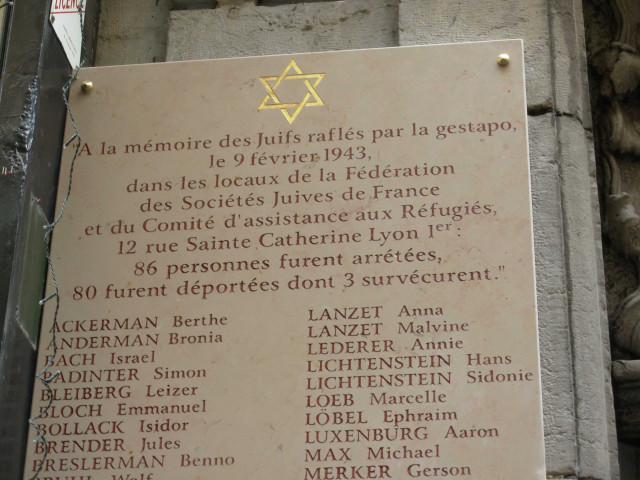 LICENCE
"A la mémoire des Juifs raflés par la gestapo,
le 9 février 1943,
dans les locaux de la Fédération
des Sociétés Juives de France
et du Comité d'assistance aux Réfugiés,
12 rue Sainte Catherine Lyon 1er :
86 personnes furent arrétées,
80 furent déportées dont 3 survécurent."
ACKERMAN Berthe
ANDERMAN Bronia
BACH Israel
BADINTER Simon
BLEIBERG Leizer
BLOCH Emmanuel
BOLLACK Isidor
BRENDER Jules
BRESLERMAN Benno
BRUHL Wolf
LANZET Anna
LANZET Malvine
LEDERER Annie
LICHTENSTEIN Hans
LICHTENSTEIN Sidonie
LOEB Marcelle
LÖBEL Ephraim
LUXENBURG Aaron
MAX Michael
MERKER Gerson